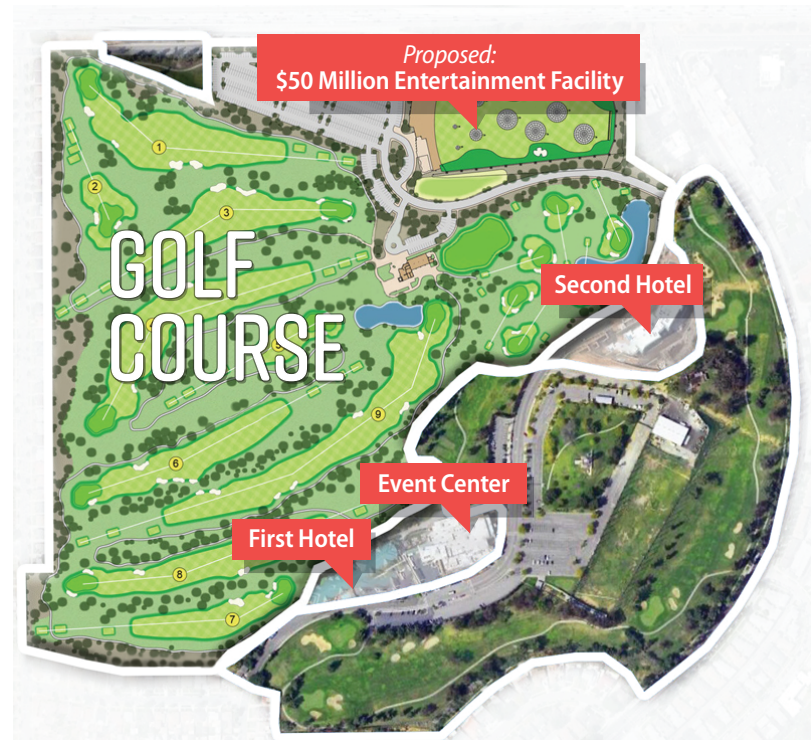 Proposed:
$50 Million Entertainment Facility
1
2
3
GOLF
COURSE
Second Hotel
9
6
Event Center
First Hotel
8
7